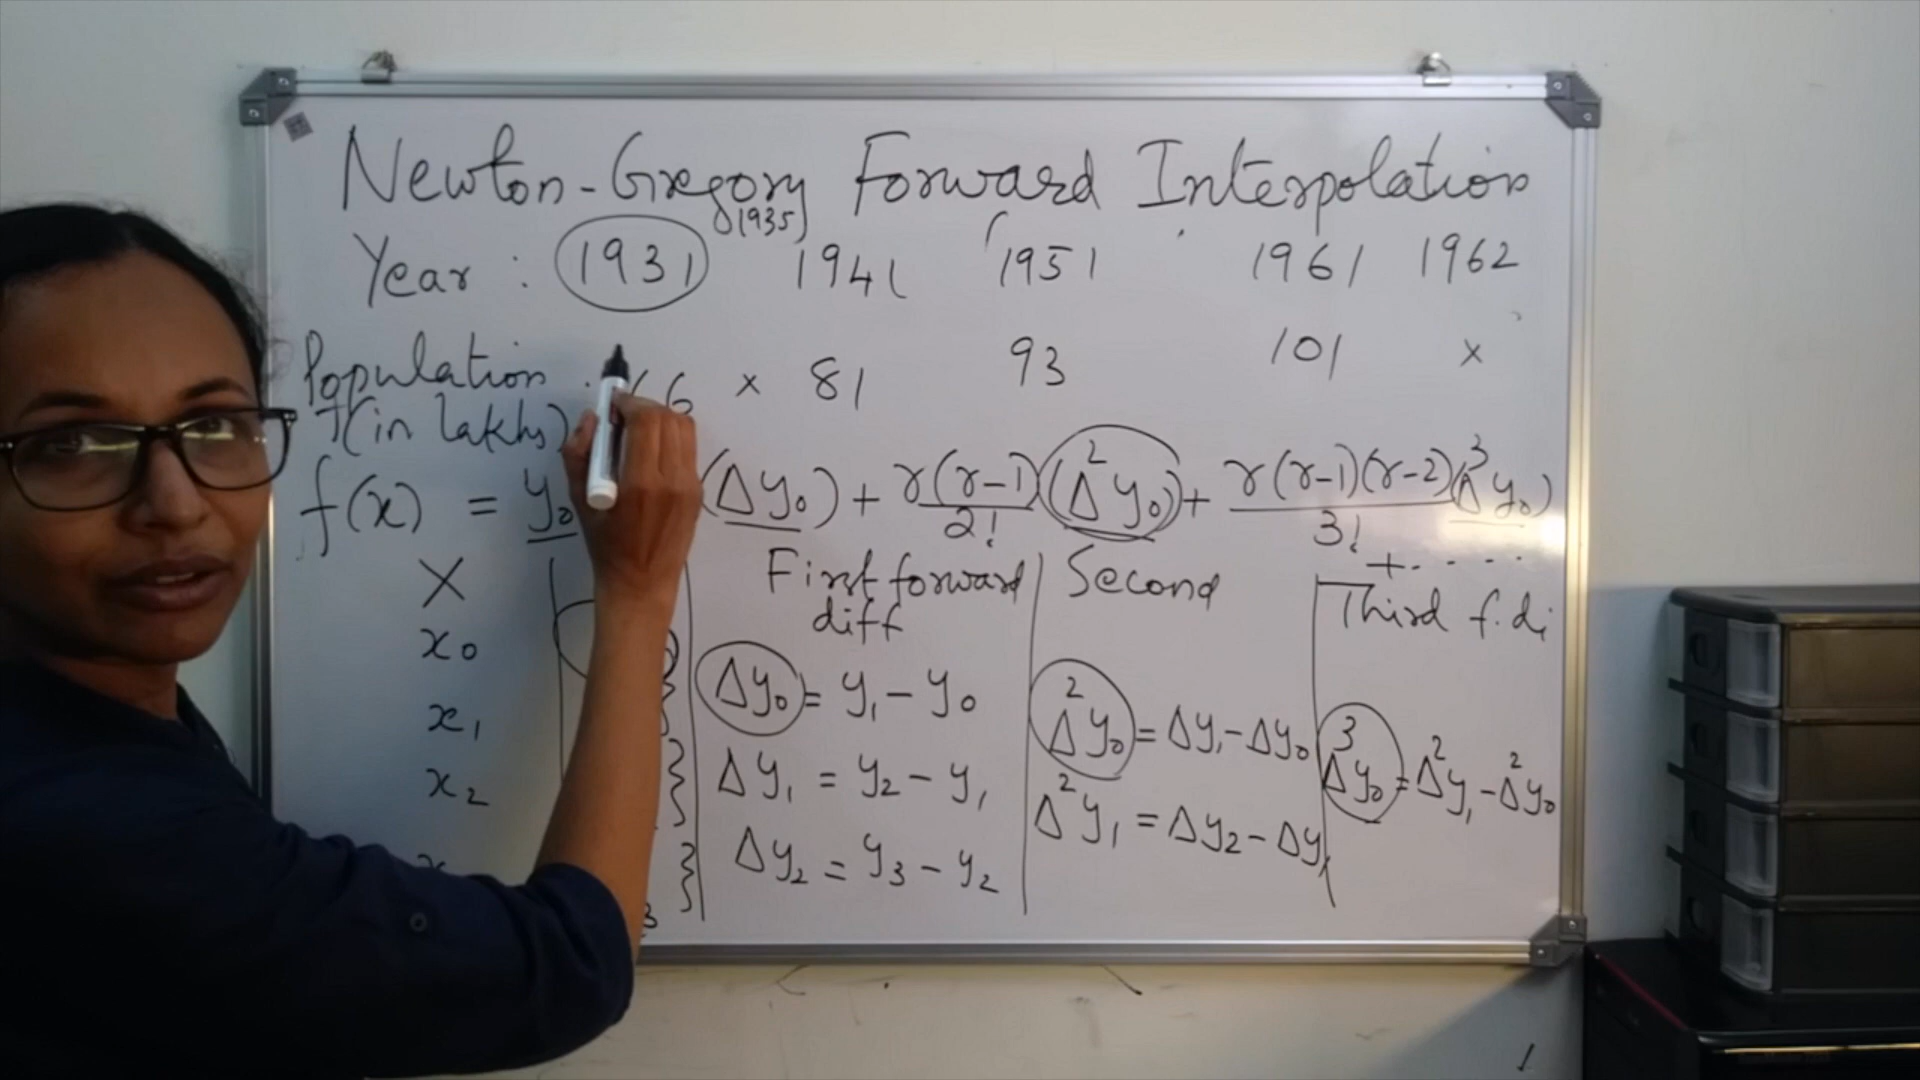 Newton-Gregory Forward Interpolation
(1935)
Year : 1931 1941 1951 1961 1962
Population : 66 × 81 93 101 ×
(in lakhs)
f(x) = y₀ (Δy₀) + r(r-1)/2! (Δ²y₀) + r(r-1)(r-2)/3! (Δ³y₀)
+ - - - -
X First forward diff Second Third f. di
x₀
Δy₀ = y₁ - y₀ Δ²y₀ = Δy₁ - Δy₀ Δ³y₀ = Δ²y₁ - Δ²y₀
x₁
x₂ Δy₁ = y₂ - y₁ Δ²y₁ = Δy₂ - Δy₁
Δy₂ = y₃ - y₂
3